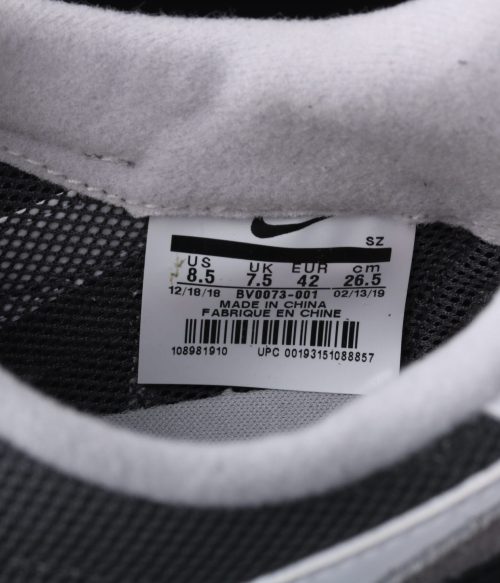 SZ
US UK EUR cm
8.5 7.5 42 26.5
12/18/18 BV0073-001 02/13/19
MADE IN CHINA
FABRIQUE EN CHINE
108981910 UPC 00193151088857